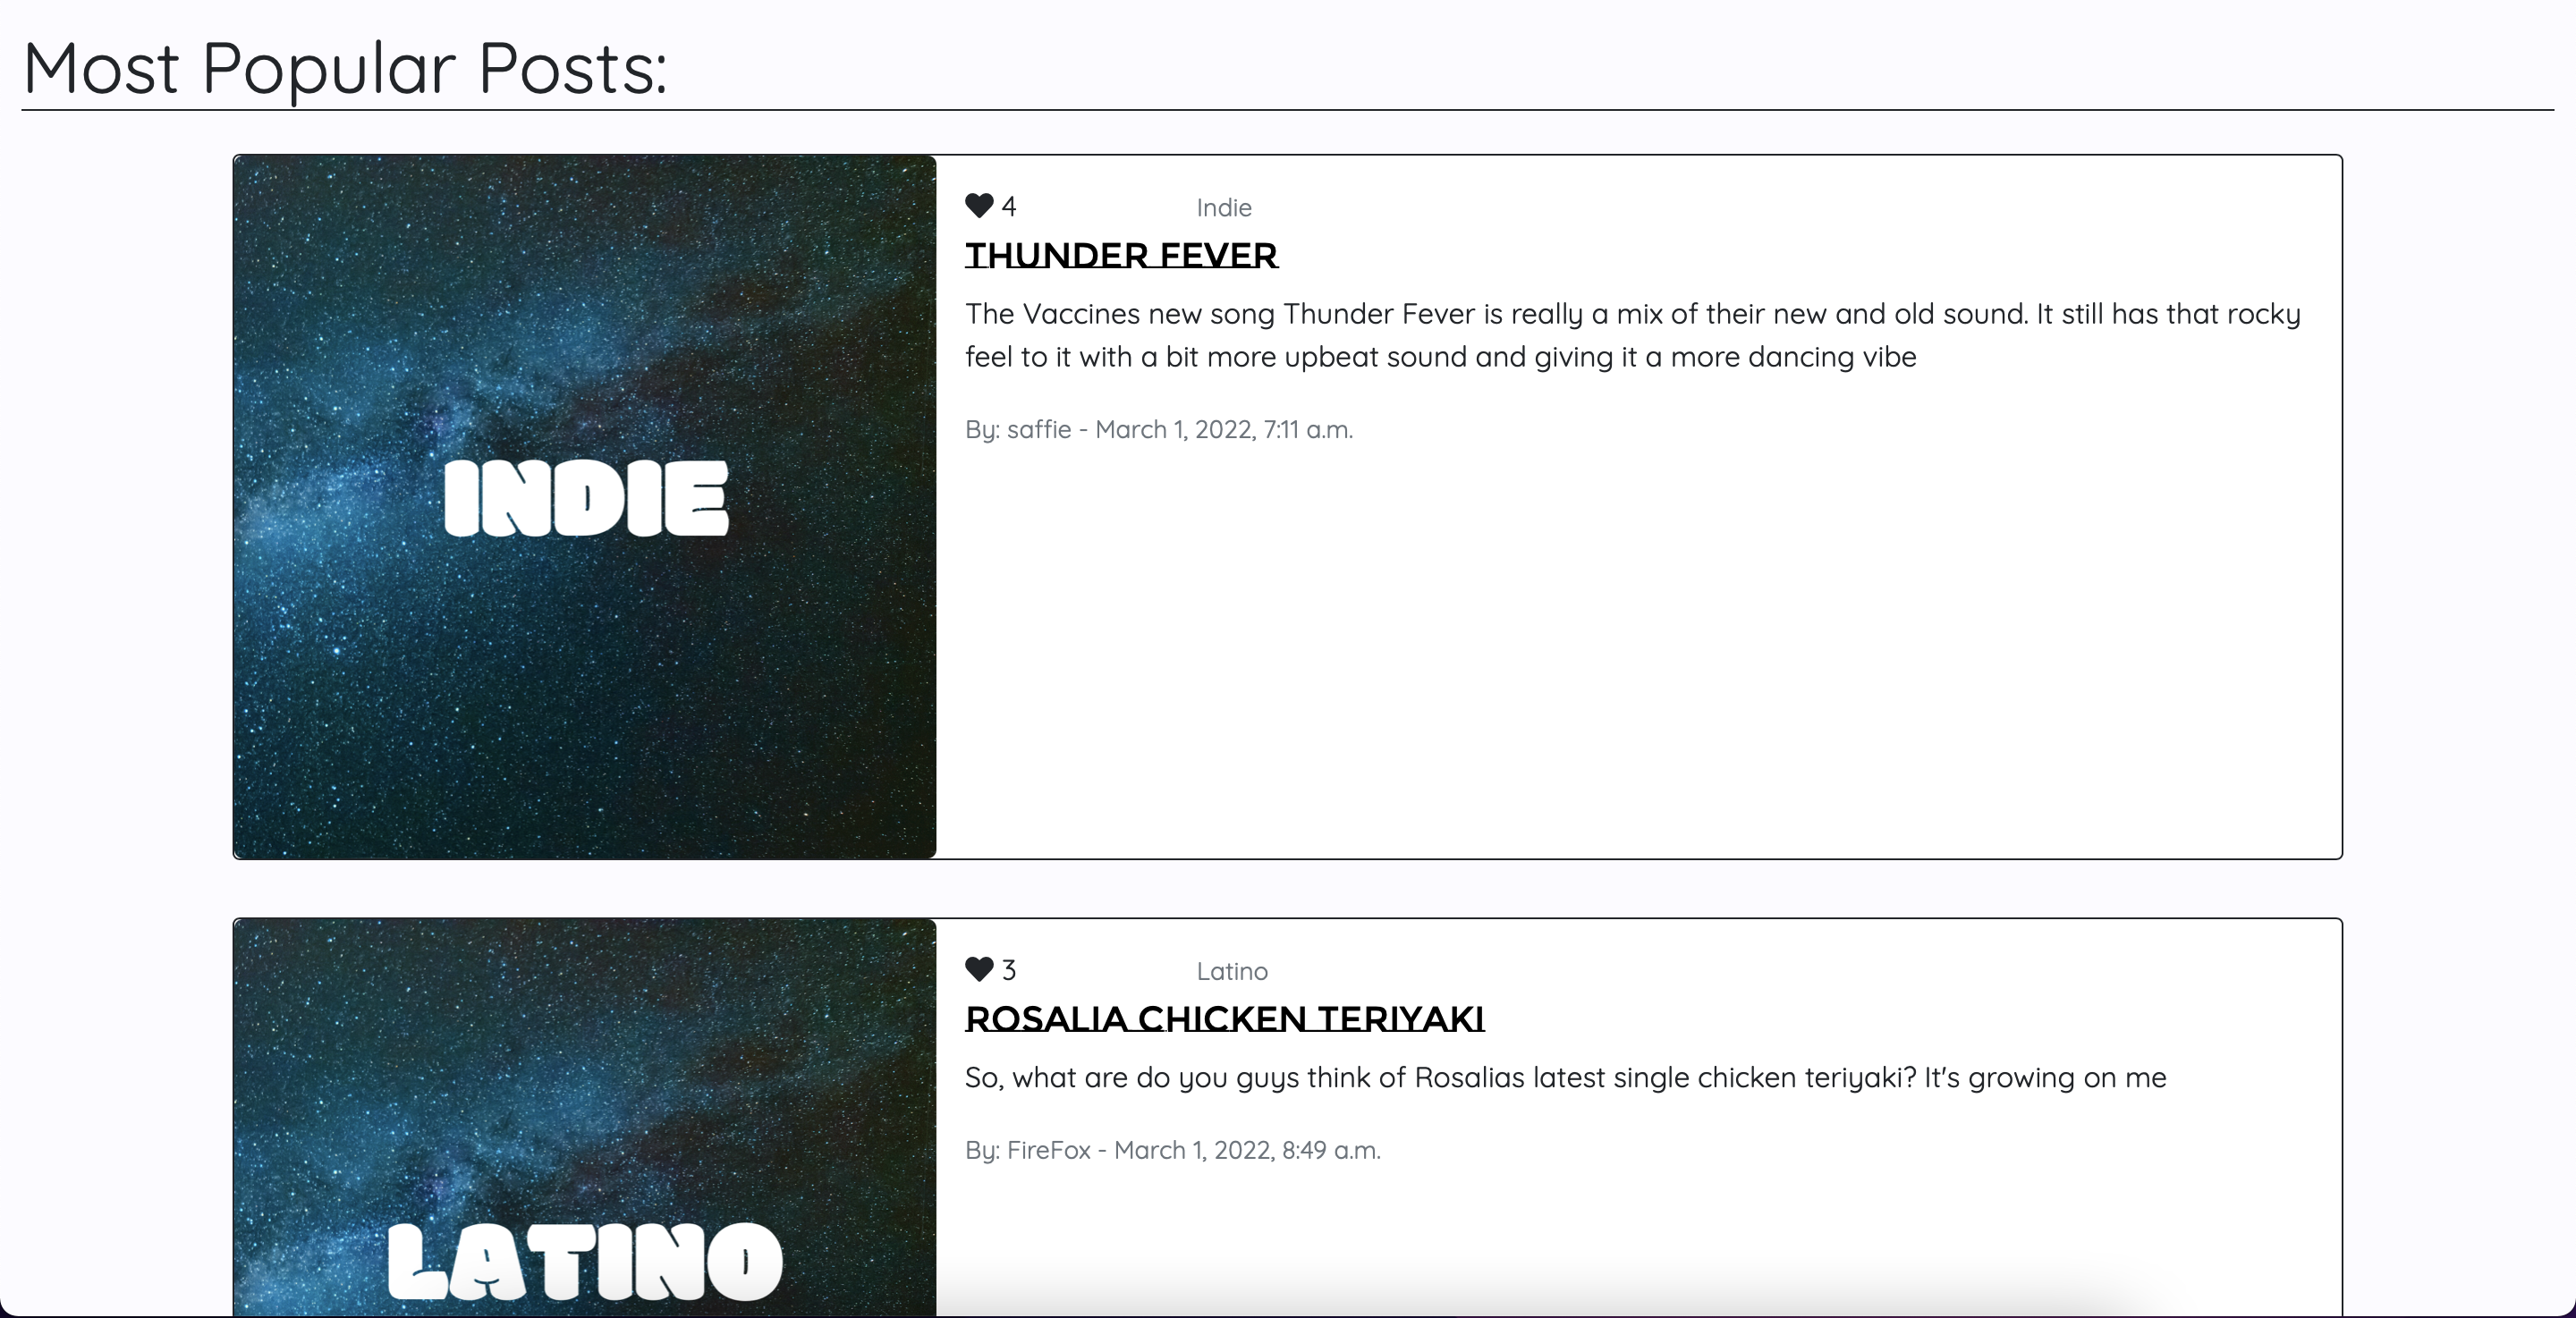 Most Popular Posts:
INDIE
4
Indie
THUNDER FEVER
The Vaccines new song Thunder Fever is really a mix of their new and old sound. It still has that rocky
feel to it with a bit more upbeat sound and giving it a more dancing vibe
By: saffie - March 1, 2022, 7:11 a.m.
LATINO
3
Latino
ROSALIA CHICKEN TERIYAKI
So, what are do you guys think of Rosalias latest single chicken teriyaki? It's growing on me
By: FireFox - March 1, 2022, 8:49 a.m.